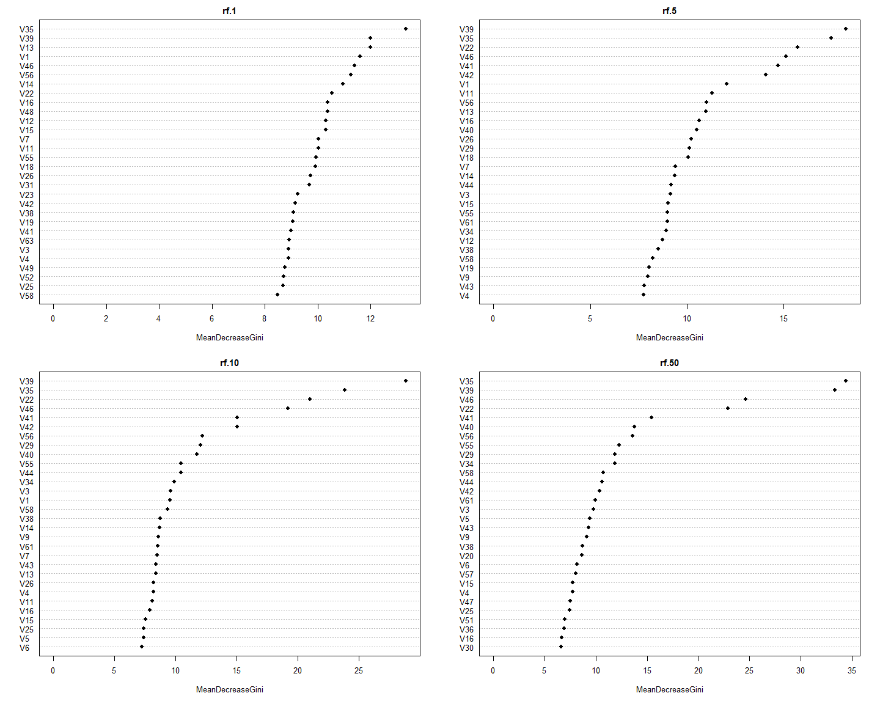 rf.1
V35
V39
V13
V1
V46
V56
V14
V22
V16
V48
V12
V15
V7
V11
V55
V18
V26
V31
V23
V42
V38
V19
V41
V63
V3
V4
V49
V52
V25
V58
0 2 4 6 8 10 12
MeanDecreaseGini
rf.5
V39
V35
V22
V46
V41
V42
V1
V11
V56
V13
V16
V40
V26
V29
V18
V7
V14
V44
V3
V15
V55
V61
V34
V12
V38
V58
V19
V9
V43
V4
0 5 10 15
MeanDecreaseGini
rf.10
V39
V35
V22
V46
V41
V42
V56
V29
V40
V55
V44
V34
V3
V1
V58
V38
V14
V9
V61
V7
V43
V13
V26
V4
V11
V16
V15
V25
V5
V6
0 5 10 15 20 25
MeanDecreaseGini
rf.50
V35
V39
V46
V22
V41
V40
V56
V55
V29
V34
V58
V44
V42
V61
V3
V5
V43
V9
V38
V20
V6
V57
V15
V4
V47
V25
V51
V36
V16
V30
0 5 10 15 20 25 30 35
MeanDecreaseGini